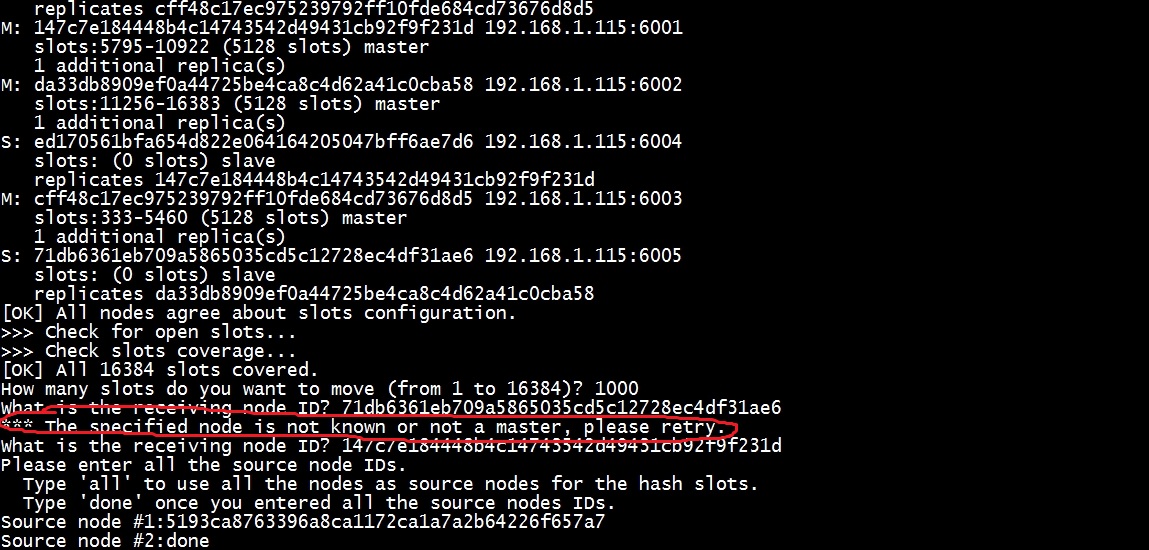 replicates cff48c17ec975239792ff10fde684cd73676d8d5
M: 147c7e184448b4c14743542d49431cb92f9f231d 192.168.1.115:6001
slots:5795-10922 (5128 slots) master
1 additional replica(s)
M: da33db8909ef0a44725be4ca8c4d62a41c0cba58 192.168.1.115:6002
slots:11256-16383 (5128 slots) master
1 additional replica(s)
S: ed170561bfa654d822e064164205047bff6ae7d6 192.168.1.115:6004
slots: (0 slots) slave
replicates 147c7e184448b4c14743542d49431cb92f9f231d
M: cff48c17ec975239792ff10fde684cd73676d8d5 192.168.1.115:6003
slots:333-5460 (5128 slots) master
1 additional replica(s)
S: 71db6361eb709a5865035cd5c12728ec4df31ae6 192.168.1.115:6005
slots: (0 slots) slave
replicates da33db8909ef0a44725be4ca8c4d62a41c0cba58
[OK] All nodes agree about slots configuration.
>>> Check for open slots...
>>> Check slots coverage...
[OK] All 16384 slots covered.
How many slots do you want to move (from 1 to 16384)? 1000
What is the receiving node ID? 71db6361eb709a5865035cd5c12728ec4df31ae6
*** The specified node is not known or not a master, please retry.
What is the receiving node ID? 147c7e184448b4c14743542d49431cb92f9f231d
Please enter all the source node IDs.
Type 'all' to use all the nodes as source nodes for the hash slots.
Type 'done' once you entered all the source nodes IDs.
Source node #1:5193ca8763396a8ca1172ca1a7a2b64226f657a7
Source node #2:done